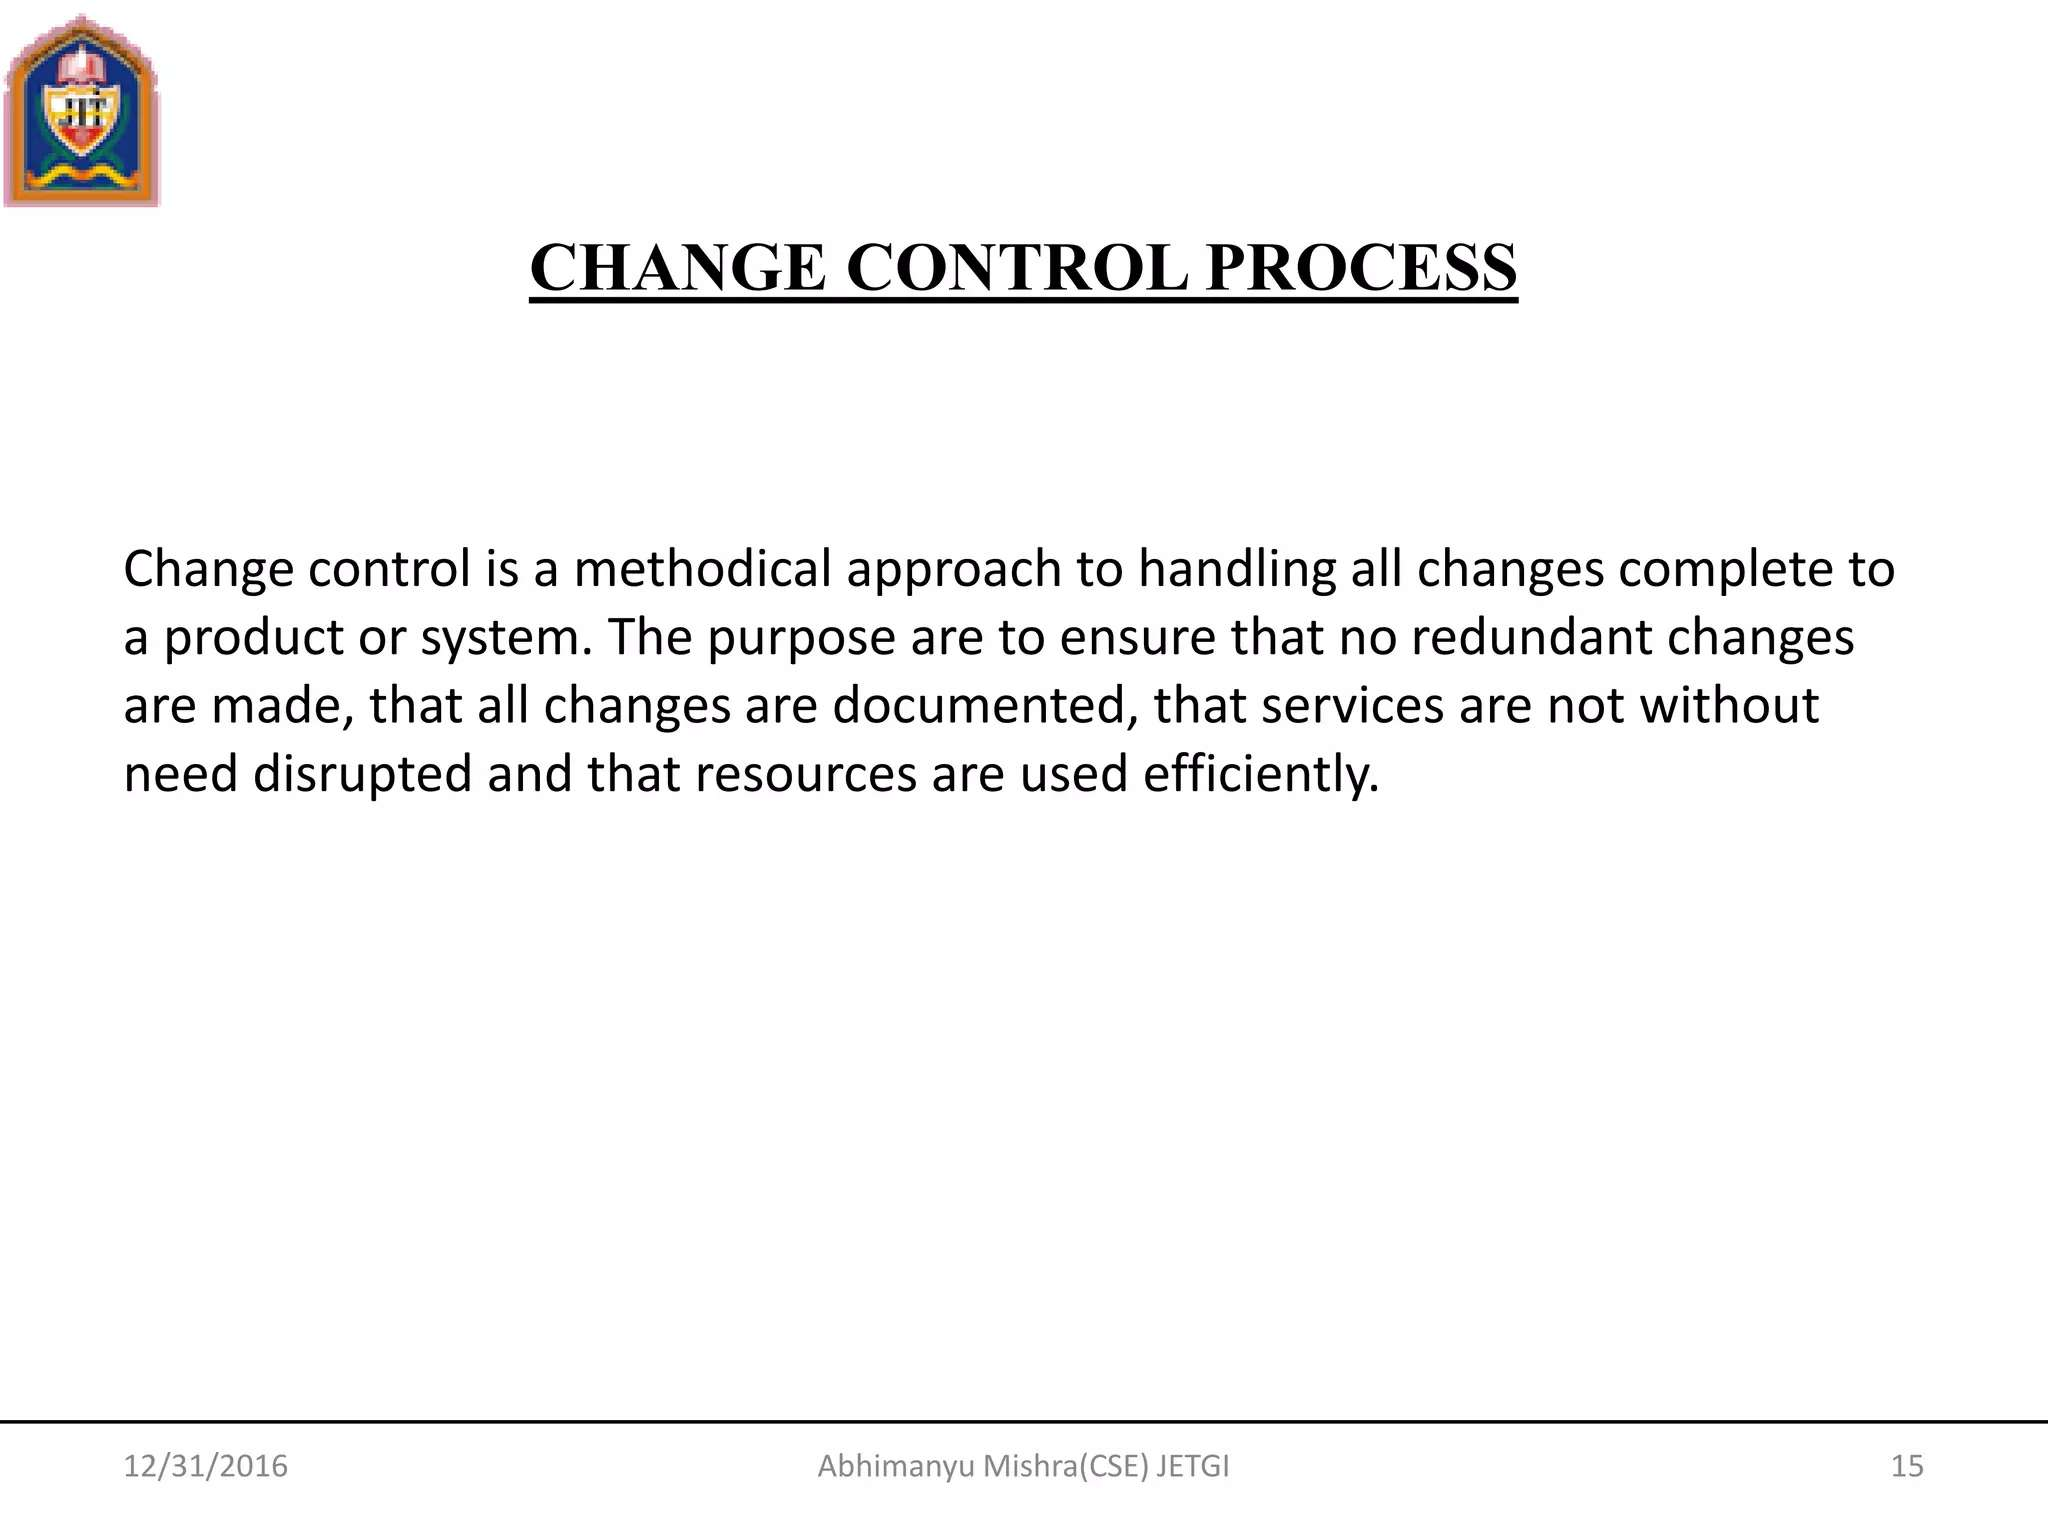 JIT
CHANGE CONTROL PROCESS
Change control is a methodical approach to handling all changes complete to
a product or system. The purpose are to ensure that no redundant changes
are made, that all changes are documented, that services are not without
need disrupted and that resources are used efficiently.
12/31/2016 Abhimanyu Mishra(CSE) JETGI 15